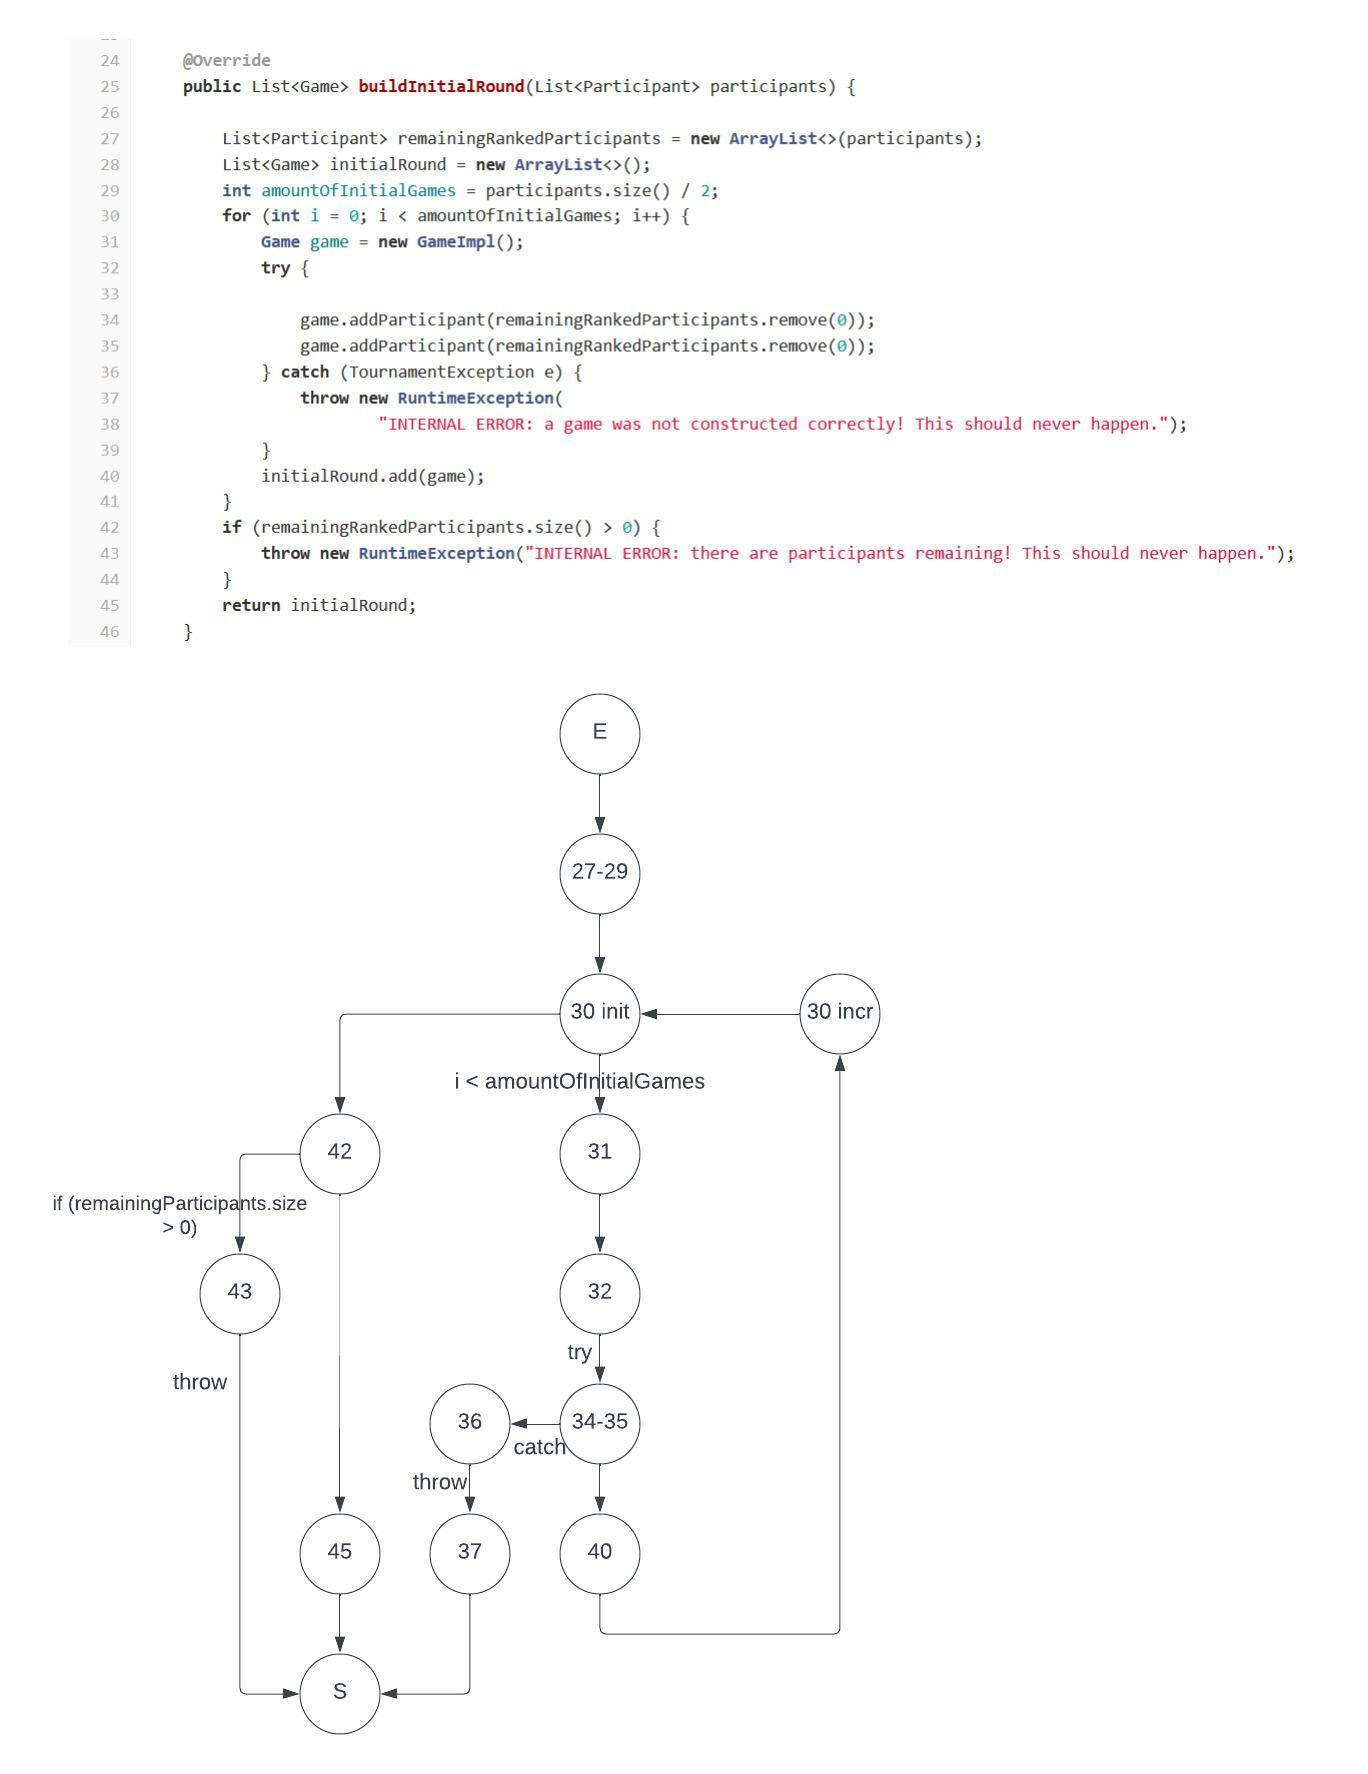 24 @Override
25 public List<Game> buildInitialRound(List<Participant> participants) {
26
27 List<Participant> remainingRankedParticipants = new ArrayList<>(participants);
28 List<Game> initialRound = new ArrayList<>();
29 int amountOfInitialGames = participants.size() / 2;
30 for (int i = 0; i < amountOfInitialGames; i++) {
31 Game game = new GameImpl();
32 try {
33
34 game.addParticipant(remainingRankedParticipants.remove(0));
35 game.addParticipant(remainingRankedParticipants.remove(0));
36 } catch (TournamentException e) {
37 throw new RuntimeException(
38 "INTERNAL ERROR: a game was not constructed correctly! This should never happen.");
39 }
40 initialRound.add(game);
41 }
42 if (remainingRankedParticipants.size() > 0) {
43 throw new RuntimeException("INTERNAL ERROR: there are participants remaining! This should never happen.");
44 }
45 return initialRound;
46 }
E
27-29
30 init
30 incr
i < amountOfInitialGames
42
31
if (remainingParticipants.size
> 0)
43
32
try
throw
36
34-35
catch
throw
45
37
40
S